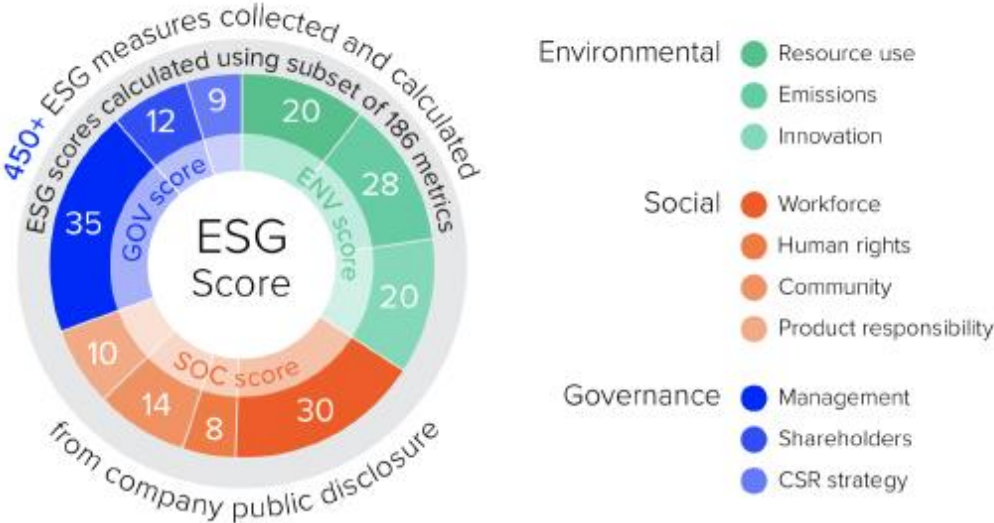 450+ ESG measures collected and calculated
ESG scores calculated using subset of 186 metrics
9
20
12
28
35
20
10
14
8
30
GOV score
ENV score
SOC score
ESG
Score
from company public disclosure
Environmental
Resource use
Emissions
Innovation
Social
Workforce
Human rights
Community
Product responsibility
Governance
Management
Shareholders
CSR strategy